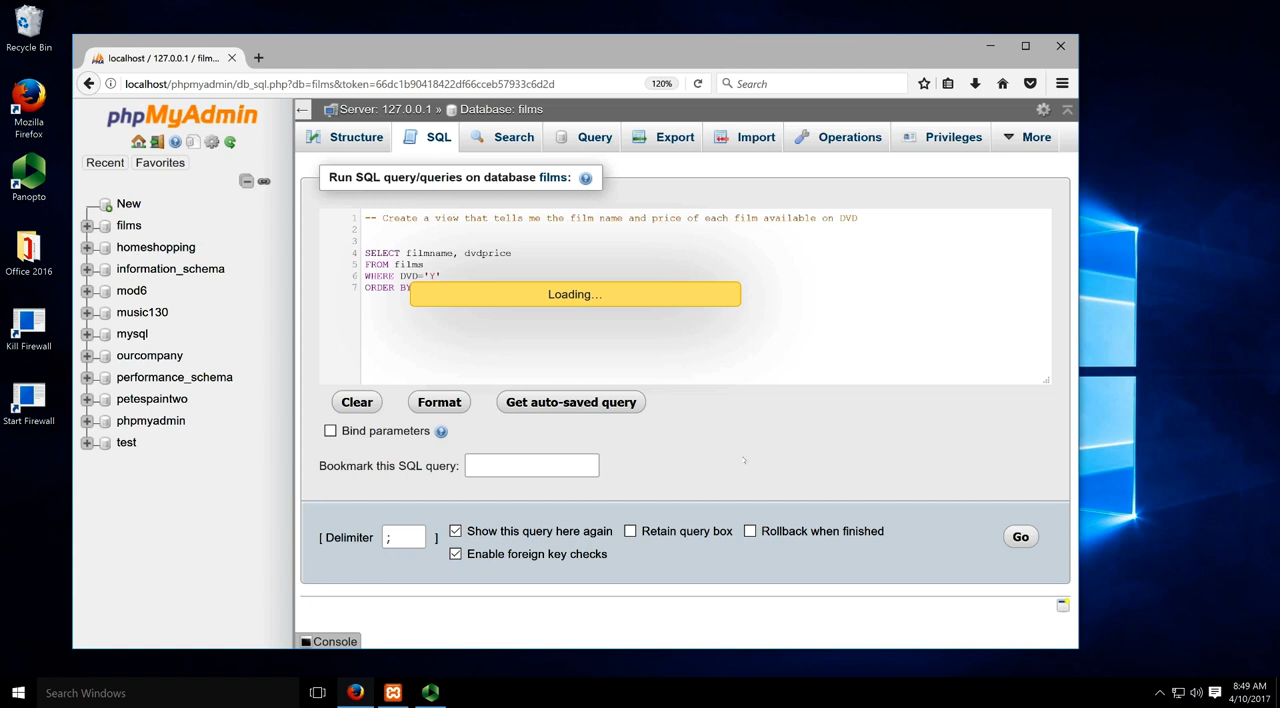 Recycle Bin
Mozilla
Firefox
Panopto
Office 2016
Kill Firewall
Start Firewall
localhost / 127.0.0.1 / film...
localhost/phpmyadmin/db_sql.php?db=films&token=66dc1b90418422df66cceb57933c6d2d
120%
Search
phpMyAdmin
Recent
Favorites
New
films
homeshopping
information_schema
mod6
music130
mysql
ourcompany
performance_schema
petespaintwo
phpmyadmin
test
Server: 127.0.0.1 » Database: films
Structure
SQL
Search
Query
Export
Import
Operations
Privileges
More
Run SQL query/queries on database films:
1 -- Create a view that tells me the film name and price of each film available on DVD
2
3
4 SELECT filmname, dvdprice
5 FROM films
6 WHERE DVD='Y'
7 ORDER BY
Loading…
Clear
Format
Get auto-saved query
Bind parameters
Bookmark this SQL query:
[ Delimiter ; ]
Show this query here again
Retain query box
Rollback when finished
Enable foreign key checks
Go
Console
Search Windows
8:49 AM
4/10/2017